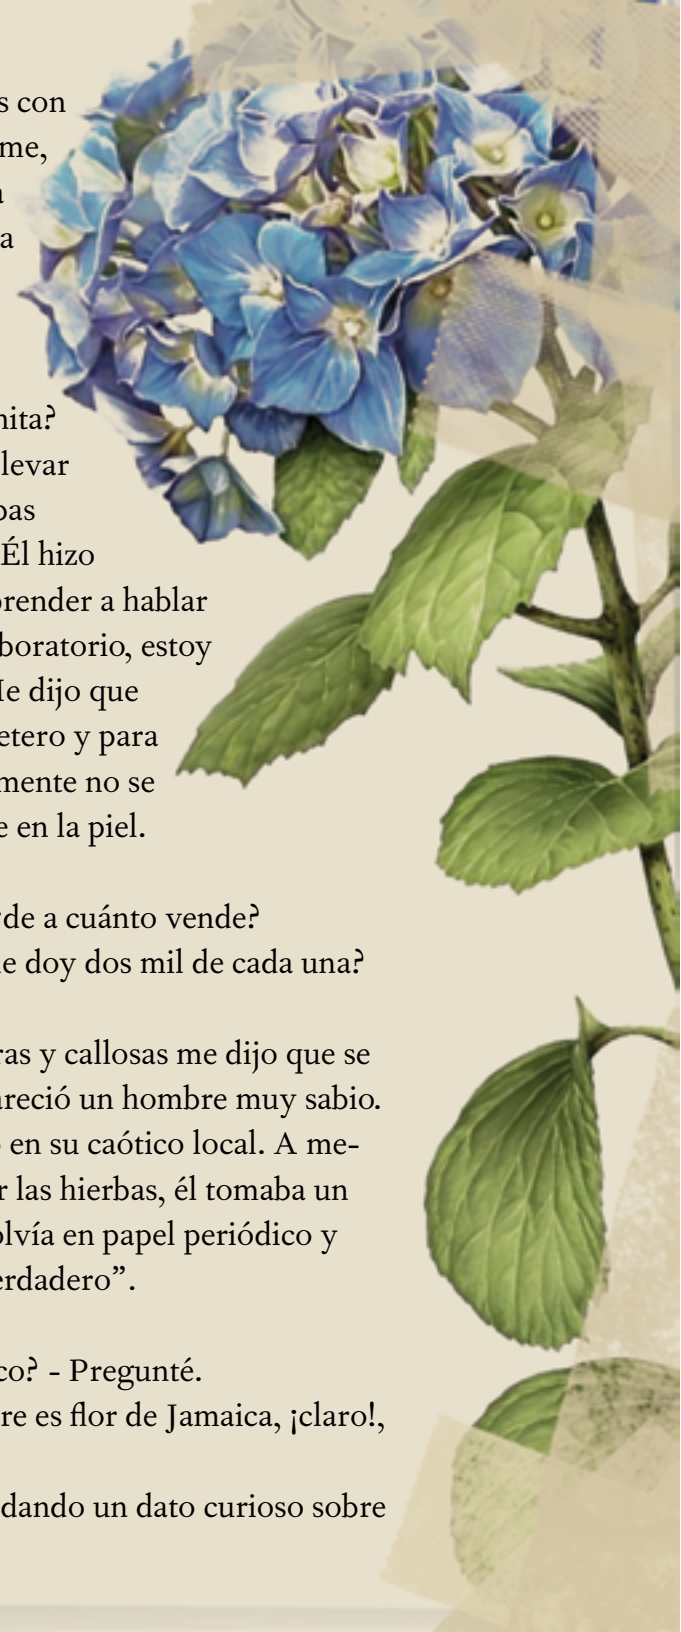 s con
me,
a
a
nita?
levar
bas
Él hizo
prender a hablar
boratorio, estoy
Me dijo que
etero y para
mente no se
e en la piel.
rde a cuánto vende?
le doy dos mil de cada una?
ras y callosas me dijo que se
areció un hombre muy sabio.
o en su caótico local. A me-
r las hierbas, él tomaba un
olvía en papel periódico y
erdadero”.
co? - Pregunté.
re es flor de Jamaica, ¡claro!,
dando un dato curioso sobre